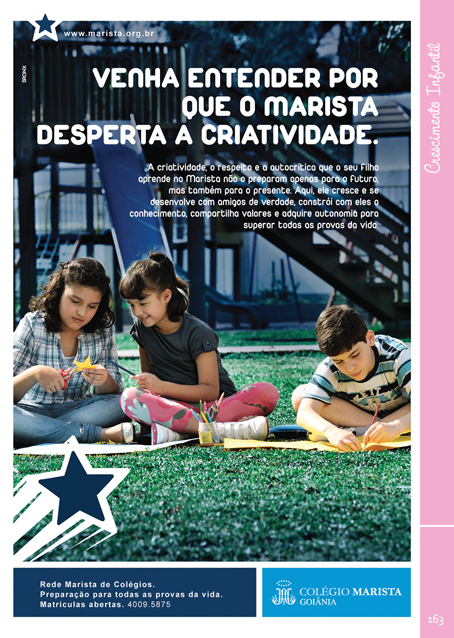 www.marista.org.br
BRONX
VENHA ENTENDER POR
QUE O MARISTA
DESPERTA A CRIATIVIDADE.
A criatividade, o respeito e a autocrítica que o seu filho
aprende no Marista não o preparam apenas para o futuro,
mas também para o presente. Aqui, ele cresce e se
desenvolve com amigos de verdade, constrói com eles o
conhecimento, compartilha valores e adquire autonomia para
superar todas as provas da vida.
Crescimento Infantil
Rede Marista de Colégios.
Preparação para todas as provas da vida.
Matrículas abertas. 4009.5875
COLÉGIO MARISTA
GOIÂNIA
163